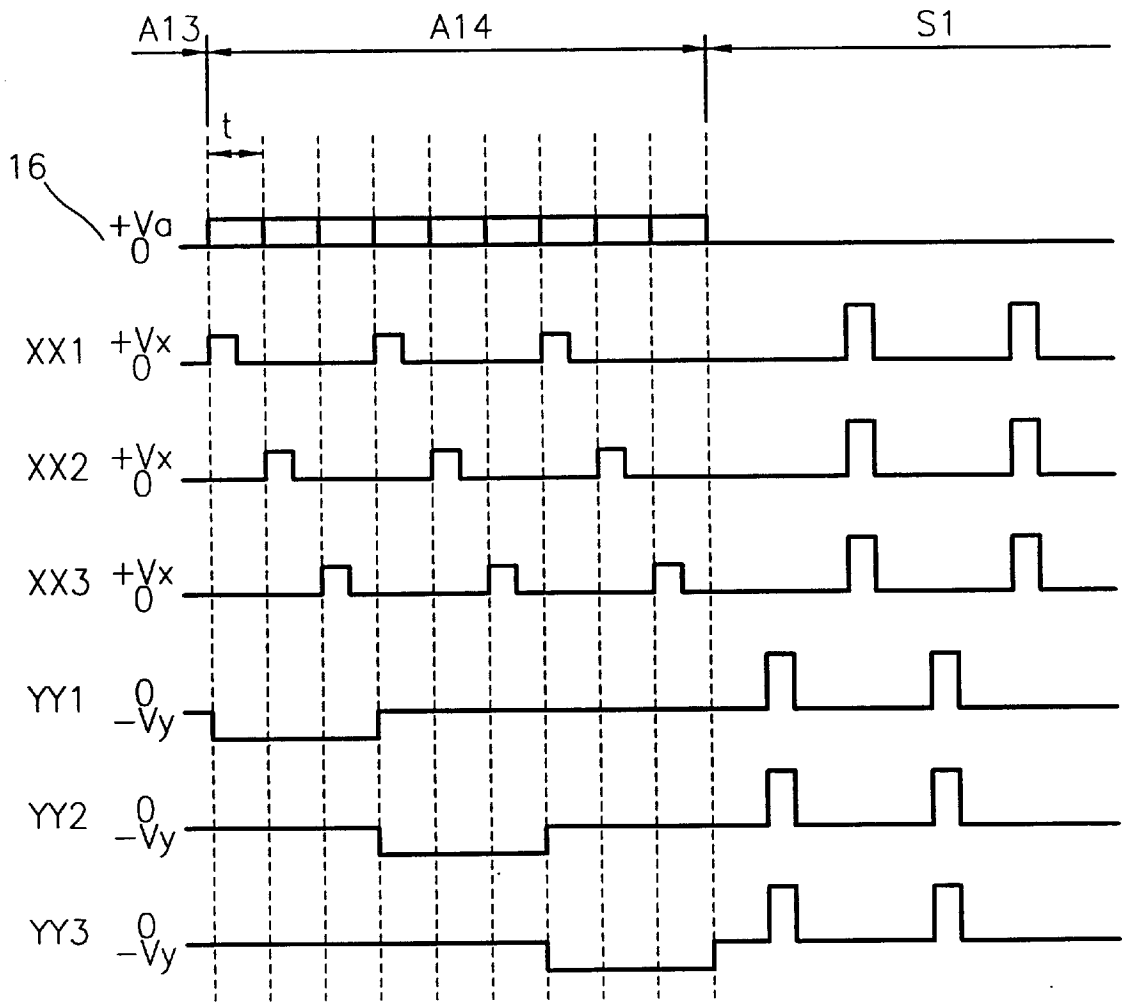 A13 A14 S1
t
16
+Va
0
XX1 +Vx
0
XX2 +Vx
0
XX3 +Vx
0
YY1 0
-Vy
YY2 0
-Vy
YY3 0
-Vy